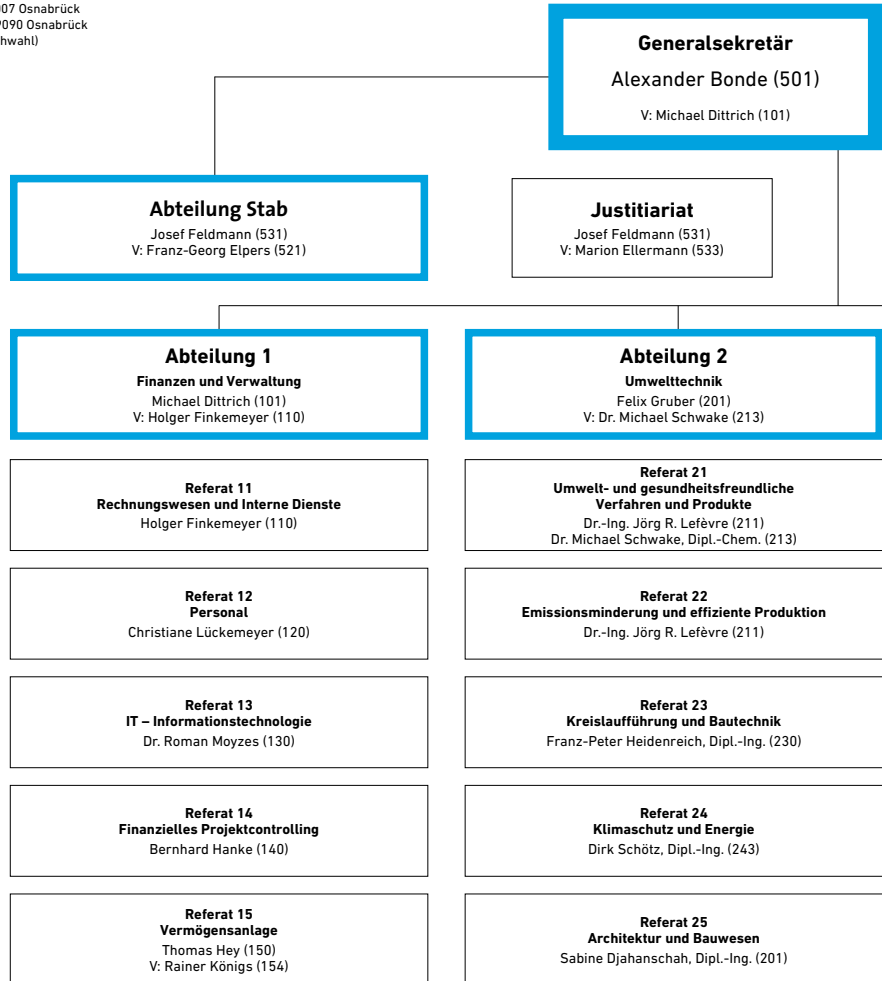 007 Osnabrück
9090 Osnabrück
hwahl)
Generalsekretär
Alexander Bonde (501)
V: Michael Dittrich (101)
Abteilung Stab
Josef Feldmann (531)
V: Franz-Georg Elpers (521)
Justitiariat
Josef Feldmann (531)
V: Marion Ellermann (533)
Abteilung 1
Finanzen und Verwaltung
Michael Dittrich (101)
V: Holger Finkemeyer (110)
Abteilung 2
Umwelttechnik
Felix Gruber (201)
V: Dr. Michael Schwake (213)
Referat 11
Rechnungswesen und Interne Dienste
Holger Finkemeyer (110)
Referat 21
Umwelt- und gesundheitsfreundliche
Verfahren und Produkte
Dr.-Ing. Jörg R. Lefèvre (211)
Dr. Michael Schwake, Dipl.-Chem. (213)
Referat 12
Personal
Christiane Lückemeyer (120)
Referat 22
Emissionsminderung und effiziente Produktion
Dr.-Ing. Jörg R. Lefèvre (211)
Referat 13
IT – Informationstechnologie
Dr. Roman Moyzes (130)
Referat 23
Kreislaufführung und Bautechnik
Franz-Peter Heidenreich, Dipl.-Ing. (230)
Referat 14
Finanzielles Projektcontrolling
Bernhard Hanke (140)
Referat 24
Klimaschutz und Energie
Dirk Schötz, Dipl.-Ing. (243)
Referat 15
Vermögensanlage
Thomas Hey (150)
V: Rainer Königs (154)
Referat 25
Architektur und Bauwesen
Sabine Djahanschah, Dipl.-Ing. (201)